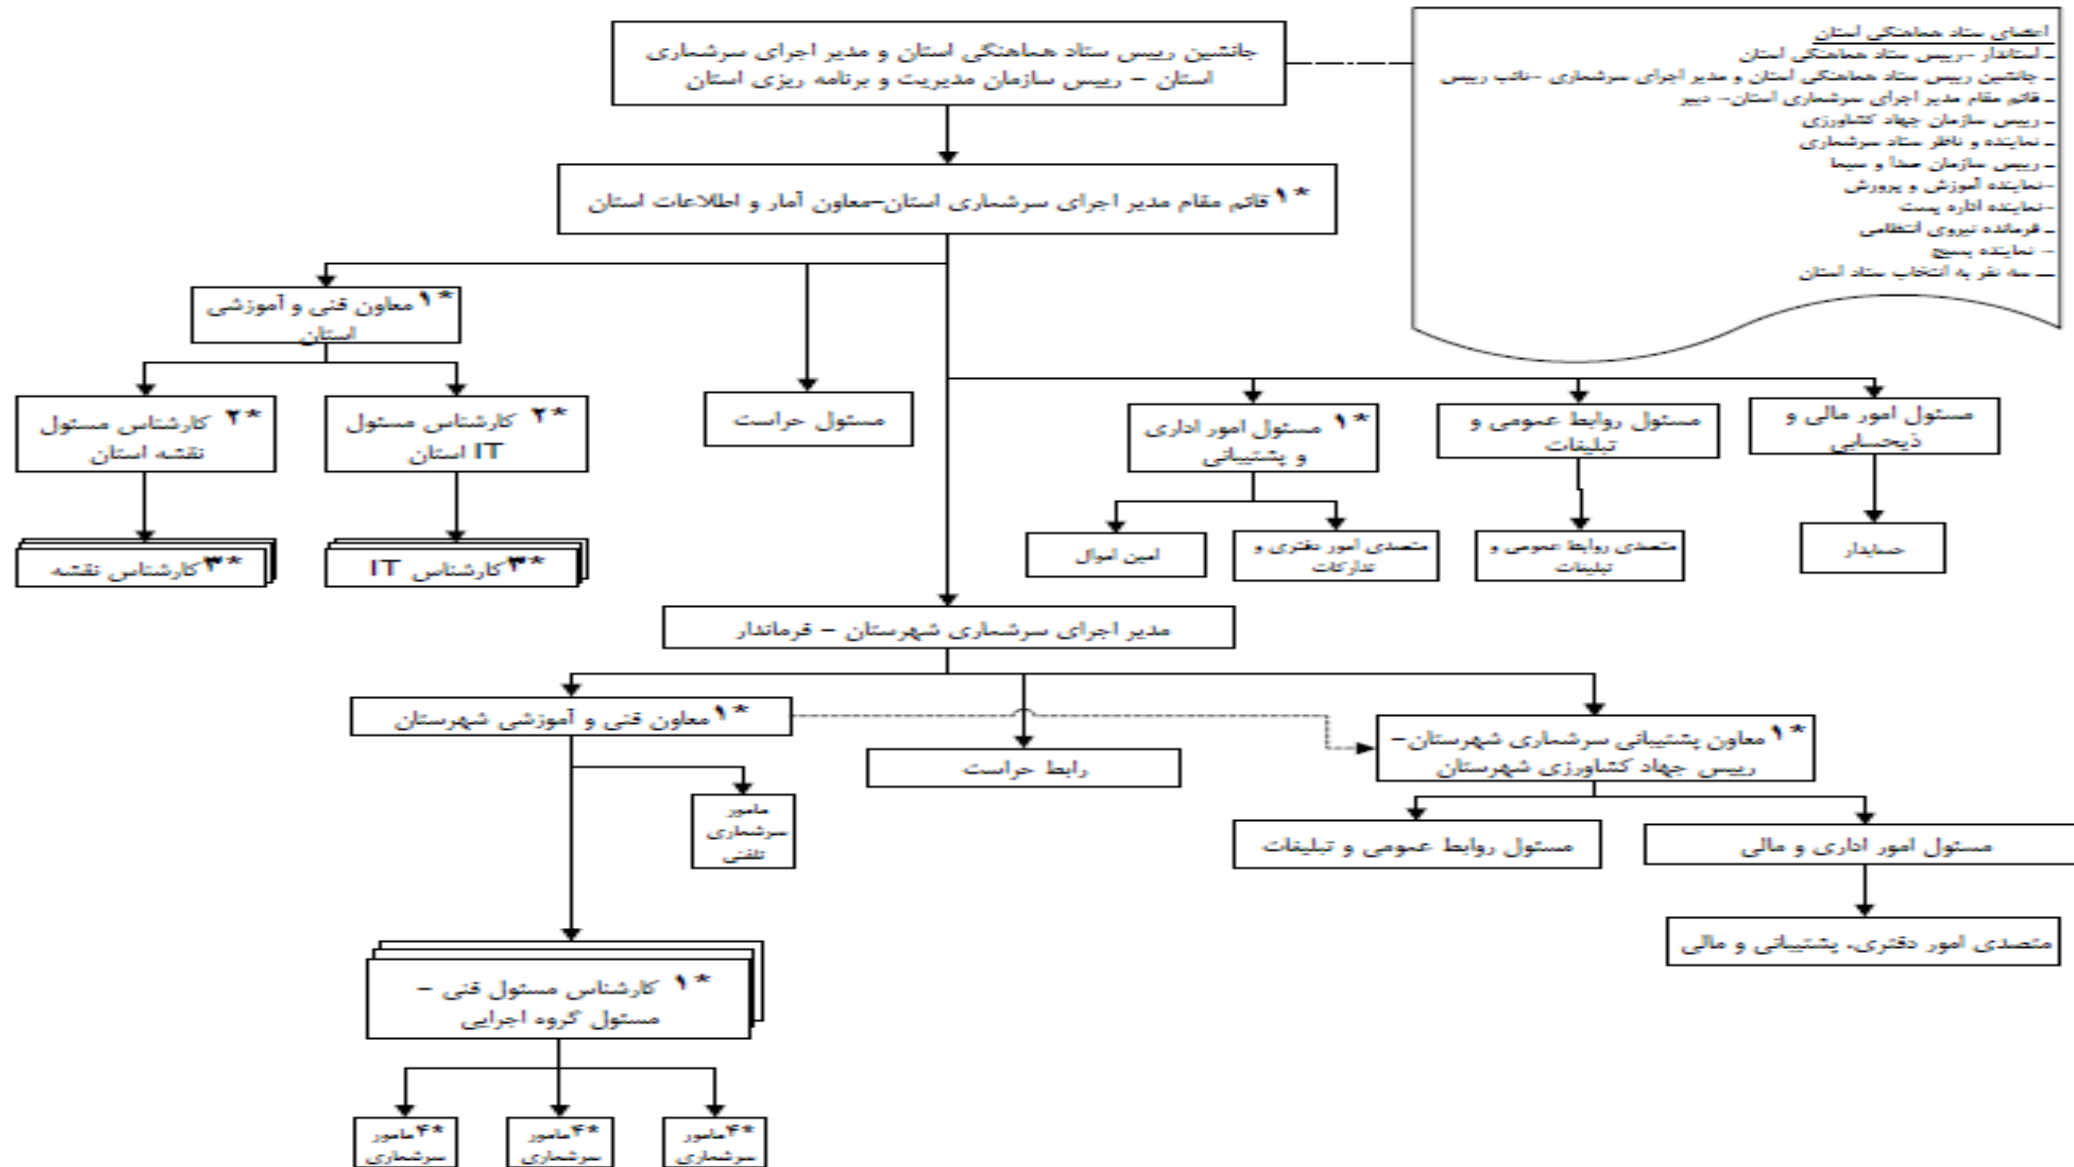 جانشین رییس ستاد هماهنگی استان و مدیر اجرای سرشماری
استان – رییس سازمان مدیریت و برنامه ریزی استان
اعضای ستاد هماهنگی استان
ـ استاندار –رییس ستاد هماهنگی استان
ـ جانشین رییس ستاد هماهنگی استان و مدیر اجرای سرشماری –نائب رییس
ـ قائم مقام مدیر اجرای سرشماری استان– دبیر
ـ رییس سازمان جهاد کشاورزی
ـ نماینده و ناظر ستاد سرشماری
ـ رییس سازمان صدا و سیما
-نماینده آموزش و پرورش
-نماینده اداره پست
ـ فرمانده نیروی انتظامی
- نماینده بسیج
ـــ سه نفر به انتخاب ستاد استان
*۱ قائم مقام مدیر اجرای سرشماری استان–معاون آمار و اطلاعات استان
*۱ معاون فنی و آموزشی
استان
مسئول امور مالی و
ذیحسابی
مسئول روابط عمومی و
تبلیغات
*۱ مسئول امور اداری
و پشتیبانی
مسئول حراست
*۲ کارشناس مسئول
IT استان
*۲ کارشناس مسئول
نقشه استان
حسابدار
متصدی روابط عمومی و
تبلیغات
متصدی امور دفتری و
تدارکات
امین اموال
*۳ کارشناس IT
*۳ کارشناس نقشه
مدیر اجرای سرشماری شهرستان – فرماندار
*۱ معاون فنی و آموزشی شهرستان
*۱ معاون پشتیبانی سرشماری شهرستان–
رییس جهاد کشاورزی شهرستان
رابط حراست
مامور
سرشماری
تلفنی
مسئول امور اداری و مالی
مسئول روابط عمومی و تبلیغات
متصدی امور دفتری، پشتیبانی و مالی
*۱ کارشناس مسئول فنی –
مسئول گروه اجرایی
*۴ مامور
سرشماری
*۴ مامور
سرشماری
*۴ مامور
سرشماری